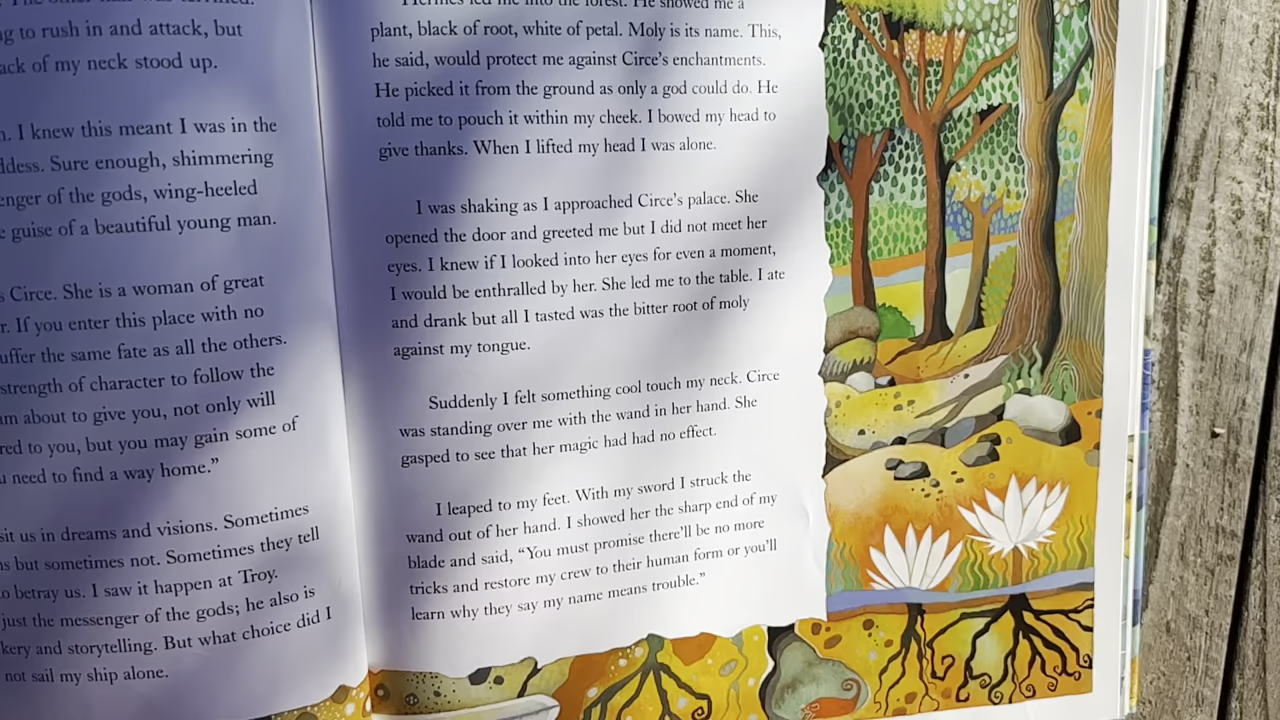 ng to rush in and attack, but
ack of my neck stood up.
n. I knew this meant I was in the
ddess. Sure enough, shimmering
enger of the gods, wing-heeled
e guise of a beautiful young man.
s Circe. She is a woman of great
r. If you enter this place with no
uffer the same fate as all the others.
strength of character to follow the
am about to give you, not only will
red to you, but you may gain some of
u need to find a way home.”
sit us in dreams and visions. Sometimes
ns but sometimes not. Sometimes they tell
o betray us. I saw it happen at Troy.
just the messenger of the gods; he also is
kery and storytelling. But what choice did I
not sail my ship alone.
Hermes led me into the forest. He showed me a
plant, black of root, white of petal. Moly is its name. This,
he said, would protect me against Circe’s enchantments.
He picked it from the ground as only a god could do. He
told me to pouch it within my cheek. I bowed my head to
give thanks. When I lifted my head I was alone.
I was shaking as I approached Circe’s palace. She
opened the door and greeted me but I did not meet her
eyes. I knew if I looked into her eyes for even a moment,
I would be enthralled by her. She led me to the table. I ate
and drank but all I tasted was the bitter root of moly
against my tongue.
Suddenly I felt something cool touch my neck. Circe
was standing over me with the wand in her hand. She
gasped to see that her magic had had no effect.
I leaped to my feet. With my sword I struck the
wand out of her hand. I showed her the sharp end of my
blade and said, “You must promise there’ll be no more
tricks and restore my crew to their human form or you’ll
learn why they say my name means trouble.”